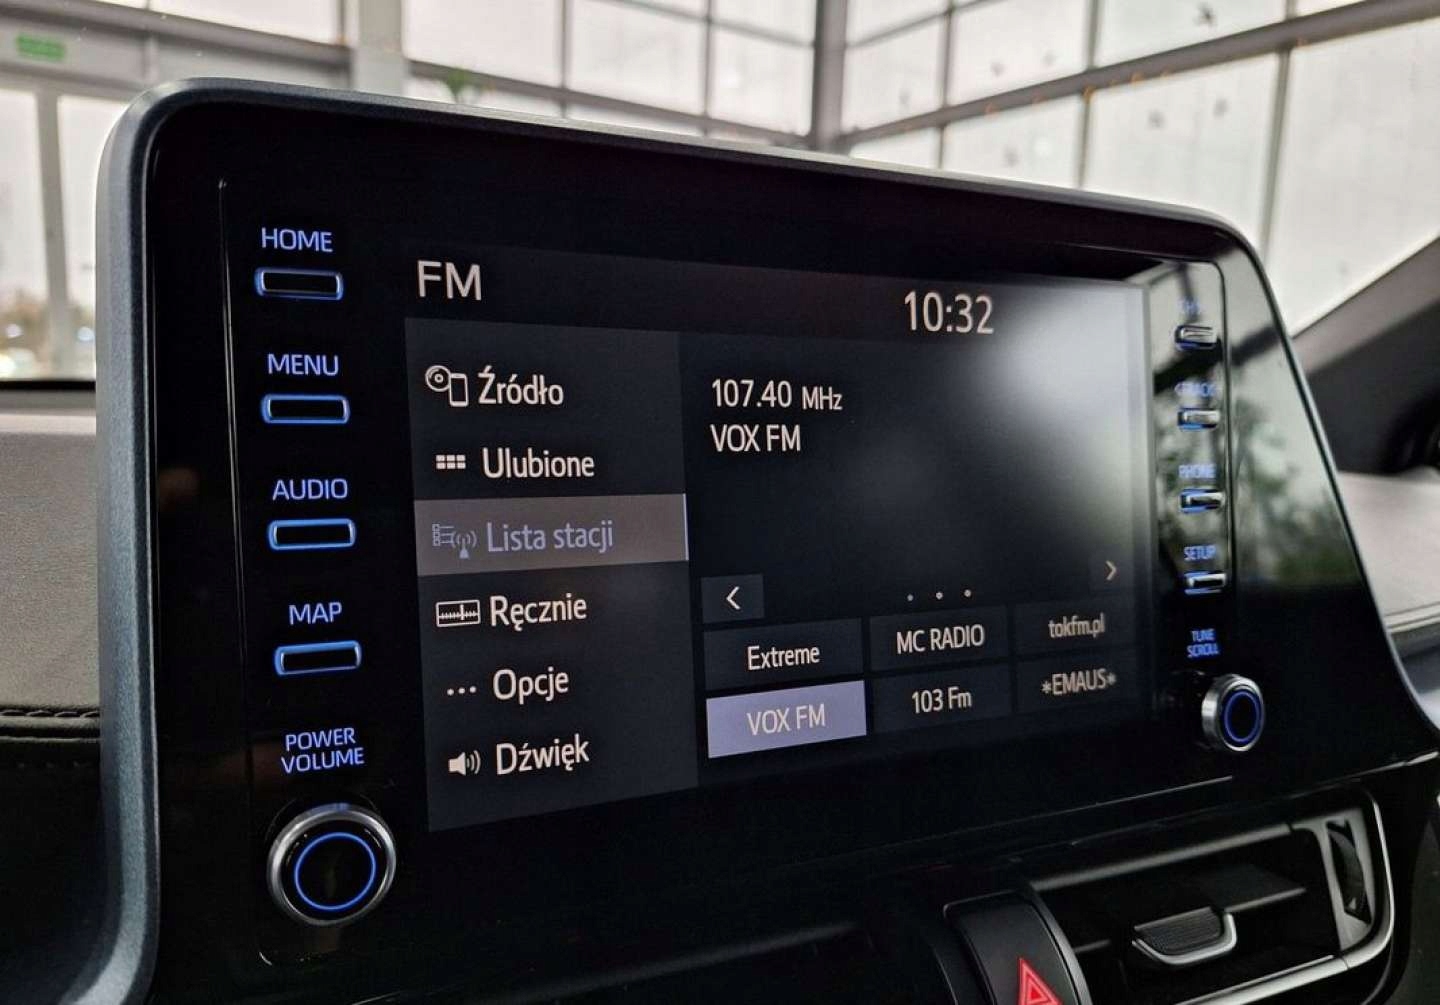 HOME
MENU
AUDIO
MAP
POWER
VOLUME
FM
10:32
Źródło
Ulubione
Lista stacji
Ręcznie
Opcje
Dźwięk
107.40 MHz
VOX FM
<
>
Extreme
MC RADIO
tokfm.pl
VOX FM
103 Fm
*EMAUS*
PHONE
SETUP
TUNE
SCROLL